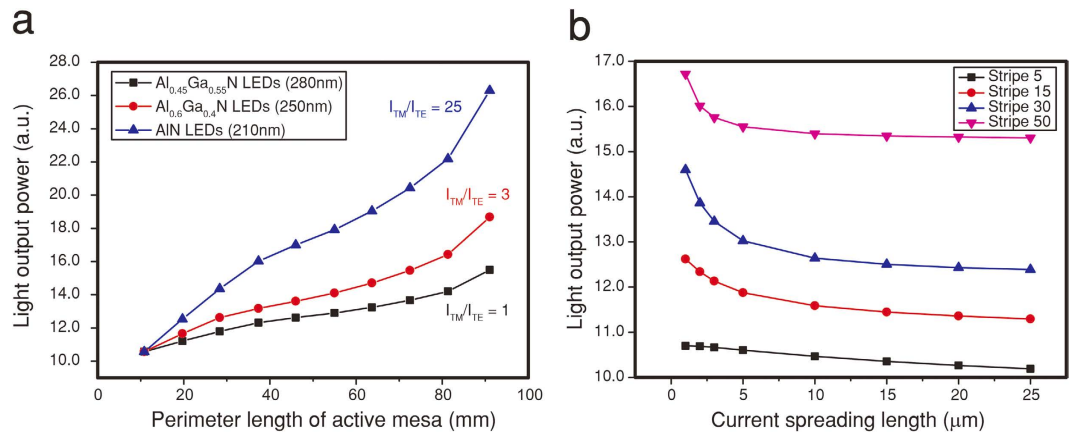 a
28.0
26.0
24.0
22.0
20.0
18.0
16.0
14.0
12.0
10.0
Light output power (a.u.)
Al0.45Ga0.55N LEDs (280nm)
Al0.6Ga0.4N LEDs (250nm)
AlN LEDs (210nm)
ITM/ITE = 25
ITM/ITE = 3
ITM/ITE = 1
0 20 40 60 80 100
Perimeter length of active mesa (mm)
b
17.0
16.0
15.0
14.0
13.0
12.0
11.0
10.0
Light output power (a.u.)
Stripe 5
Stripe 15
Stripe 30
Stripe 50
0 5 10 15 20 25
Current spreading length (μm)